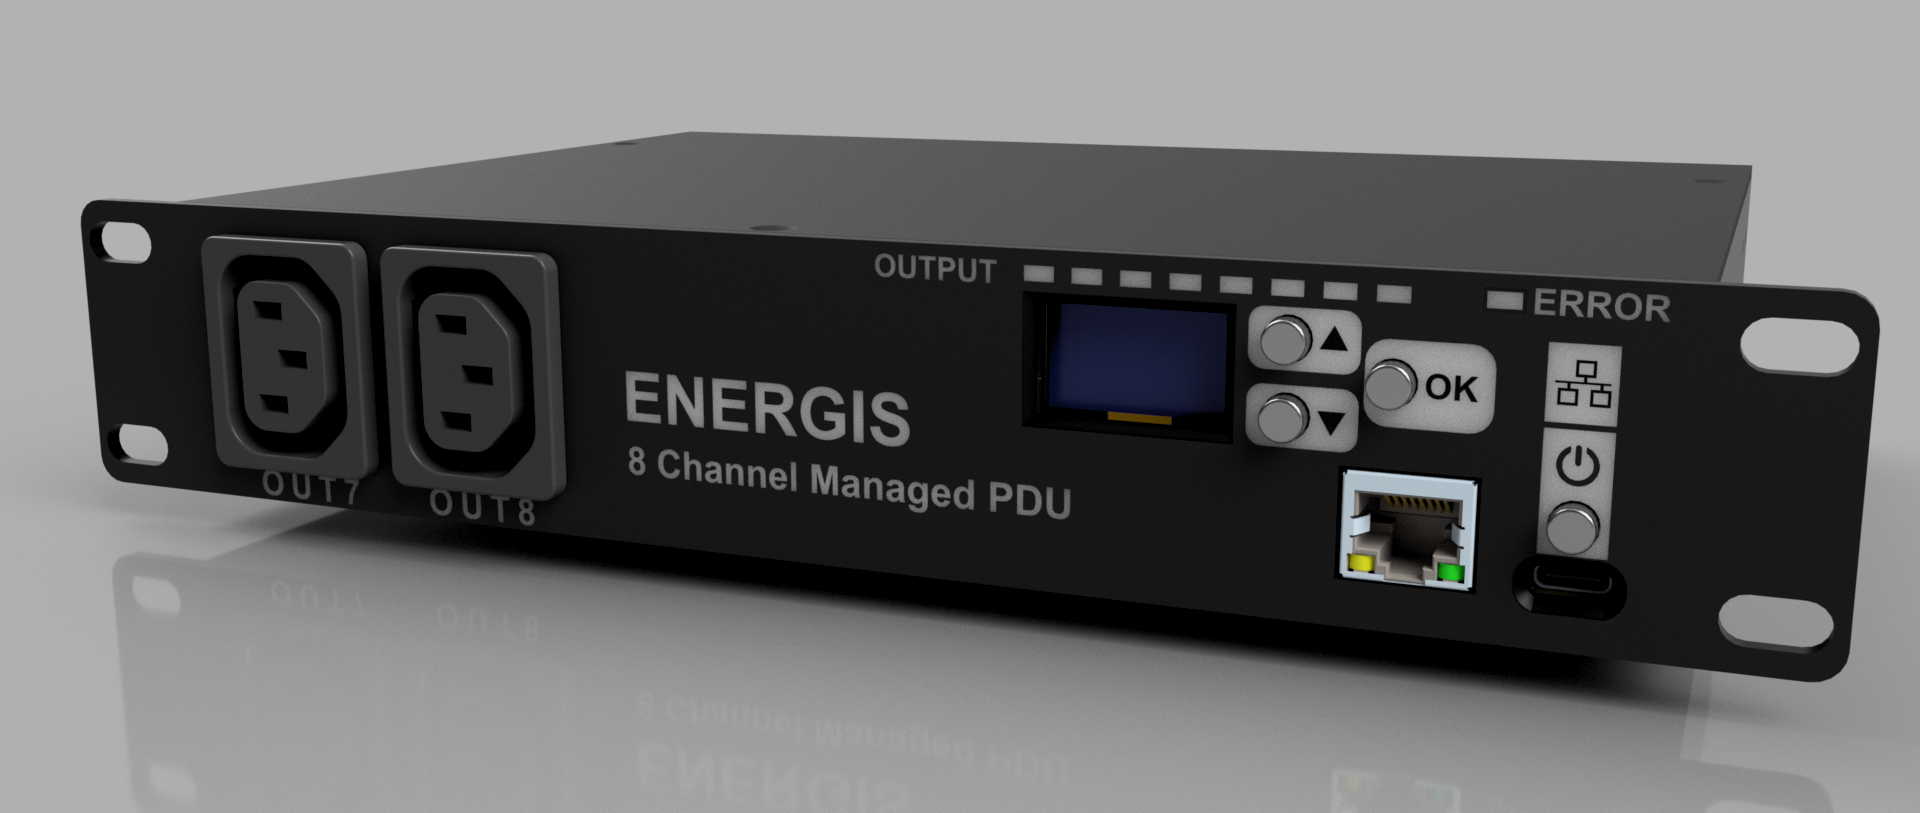 OUTPUT
ERROR
OK
ENERGIS
8 Channel Managed PDU
OUT7
OUT8